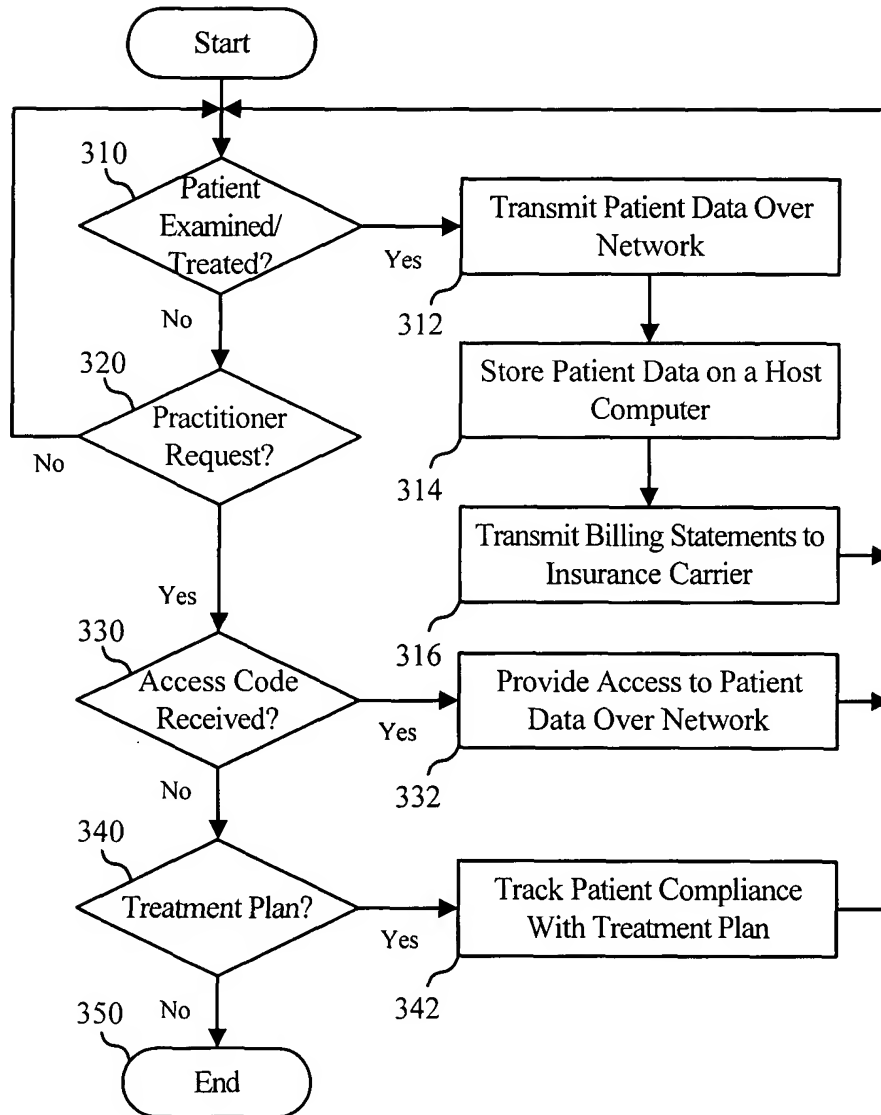 Start
310
Patient
Examined/
Treated?
Yes
No
Transmit Patient Data Over
Network
312
320
Practitioner
Request?
No
Yes
Store Patient Data on a Host
Computer
314
Transmit Billing Statements to
Insurance Carrier
316
330
Access Code
Received?
Yes
No
Provide Access to Patient
Data Over Network
332
340
Treatment Plan?
Yes
No
Track Patient Compliance
With Treatment Plan
342
350
End